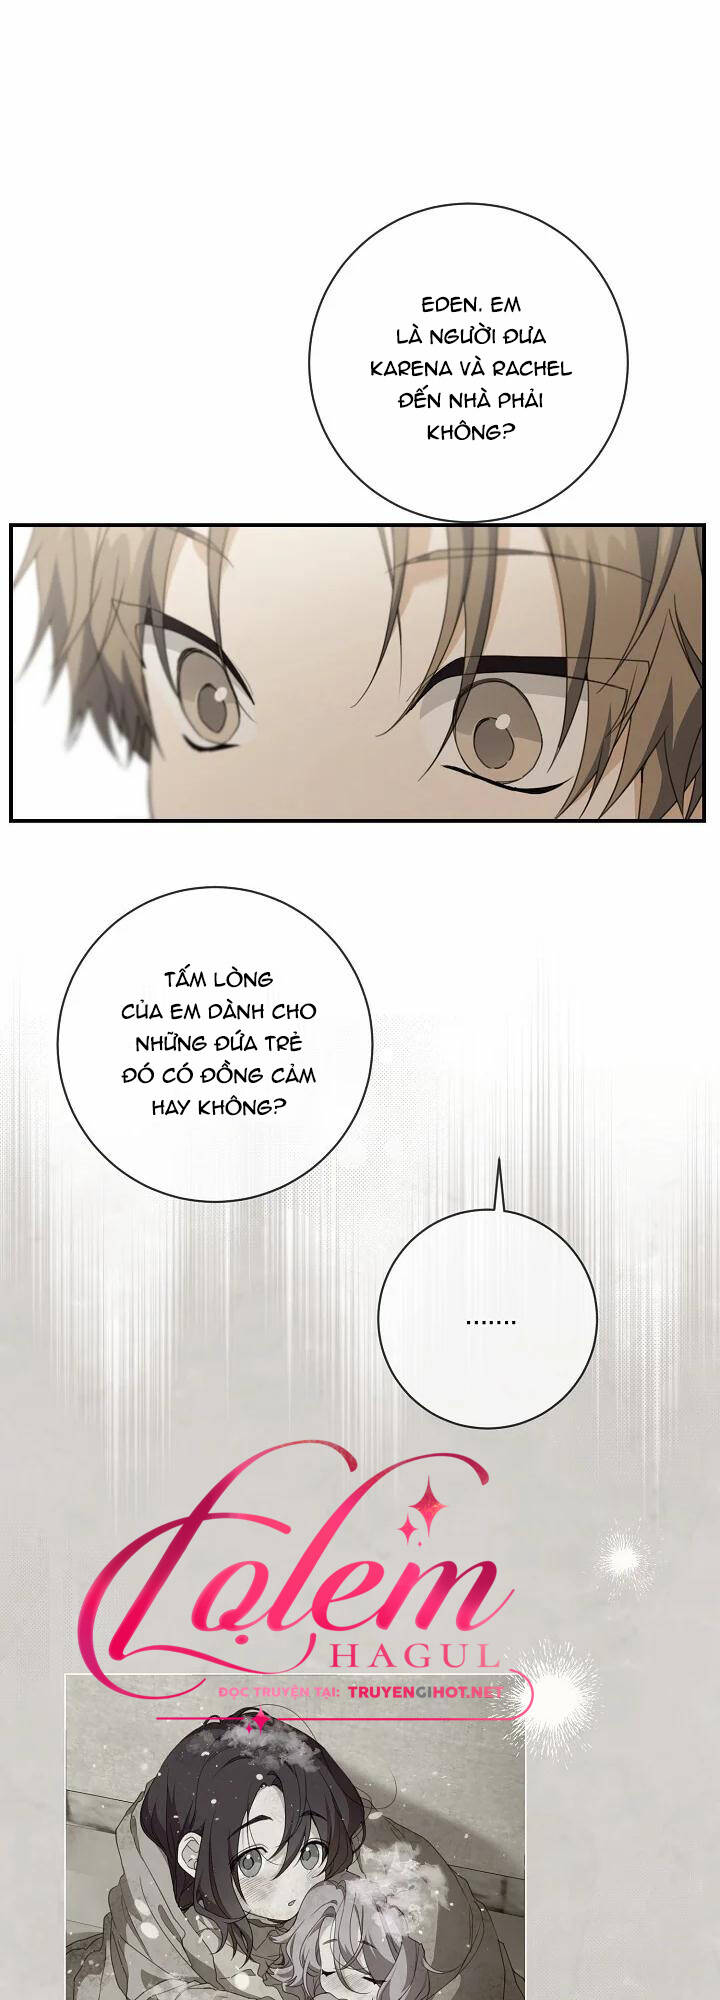 EDEN, EM
LÀ NGƯỜI ĐƯA
KARENA VÀ RACHEL
ĐẾN NHÀ PHẢI
KHÔNG?
TẤM LÒNG
CỦA EM DÀNH CHO
NHỮNG ĐỨA TRẺ
ĐÓ CÓ ĐỒNG CẢM
HAY KHÔNG?
.......
Lọlem
HAGUL
ĐỌC TRUYỆN TẠI: TRUYENGIHOT.NET